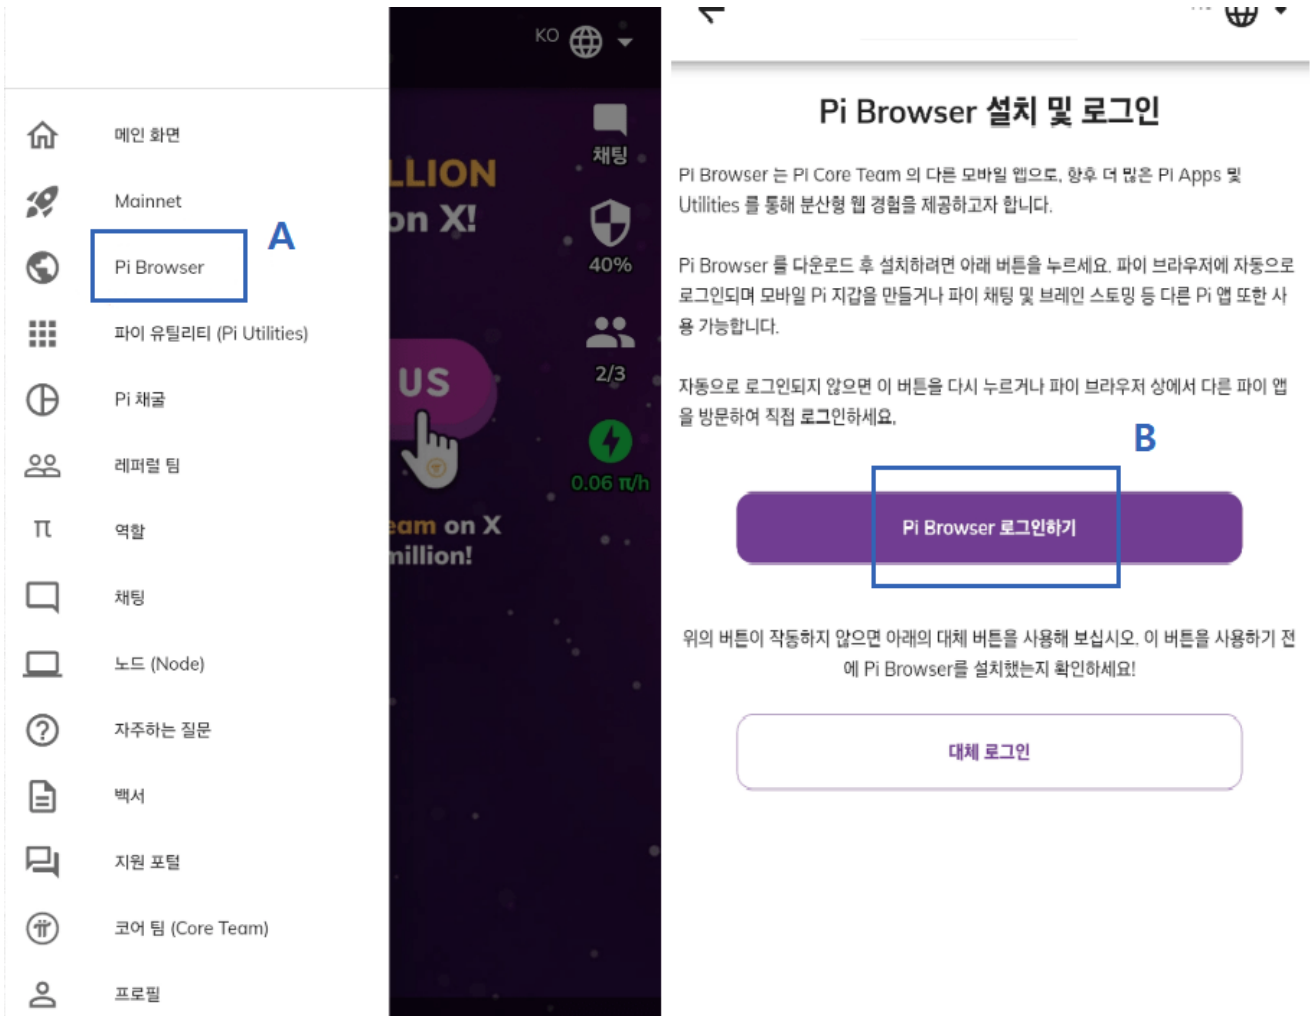 메인 화면
Mainnet
A
Pi Browser
파이 유틸리티 (Pi Utilities)
Pi 채굴
레퍼럴 팀
π
역할
채팅
노드 (Node)
자주하는 질문
백서
지원 포털
코어 팀 (Core Team)
프로필
KO
채팅
LLION
on X!
40%
2/3
US
0.06 π/h
eam on X
million!
Pi Browser 설치 및 로그인
Pi Browser 는 Pi Core Team 의 다른 모바일 앱으로, 향후 더 많은 Pi Apps 및
Utilities 를 통해 분산형 웹 경험을 제공하고자 합니다.
Pi Browser 를 다운로드 후 설치하려면 아래 버튼을 누르세요. 파이 브라우저에 자동으로
로그인되며 모바일 Pi 지갑을 만들거나 파이 채팅 및 브레인 스토밍 등 다른 Pi 앱 또한 사
용 가능합니다.
자동으로 로그인되지 않으면 이 버튼을 다시 누르거나 파이 브라우저 상에서 다른 파이 앱
을 방문하여 직접 로그인하세요.
B
Pi Browser 로그인하기
위의 버튼이 작동하지 않으면 아래의 대체 버튼을 사용해 보십시오. 이 버튼을 사용하기 전
에 Pi Browser를 설치했는지 확인하세요!
대체 로그인